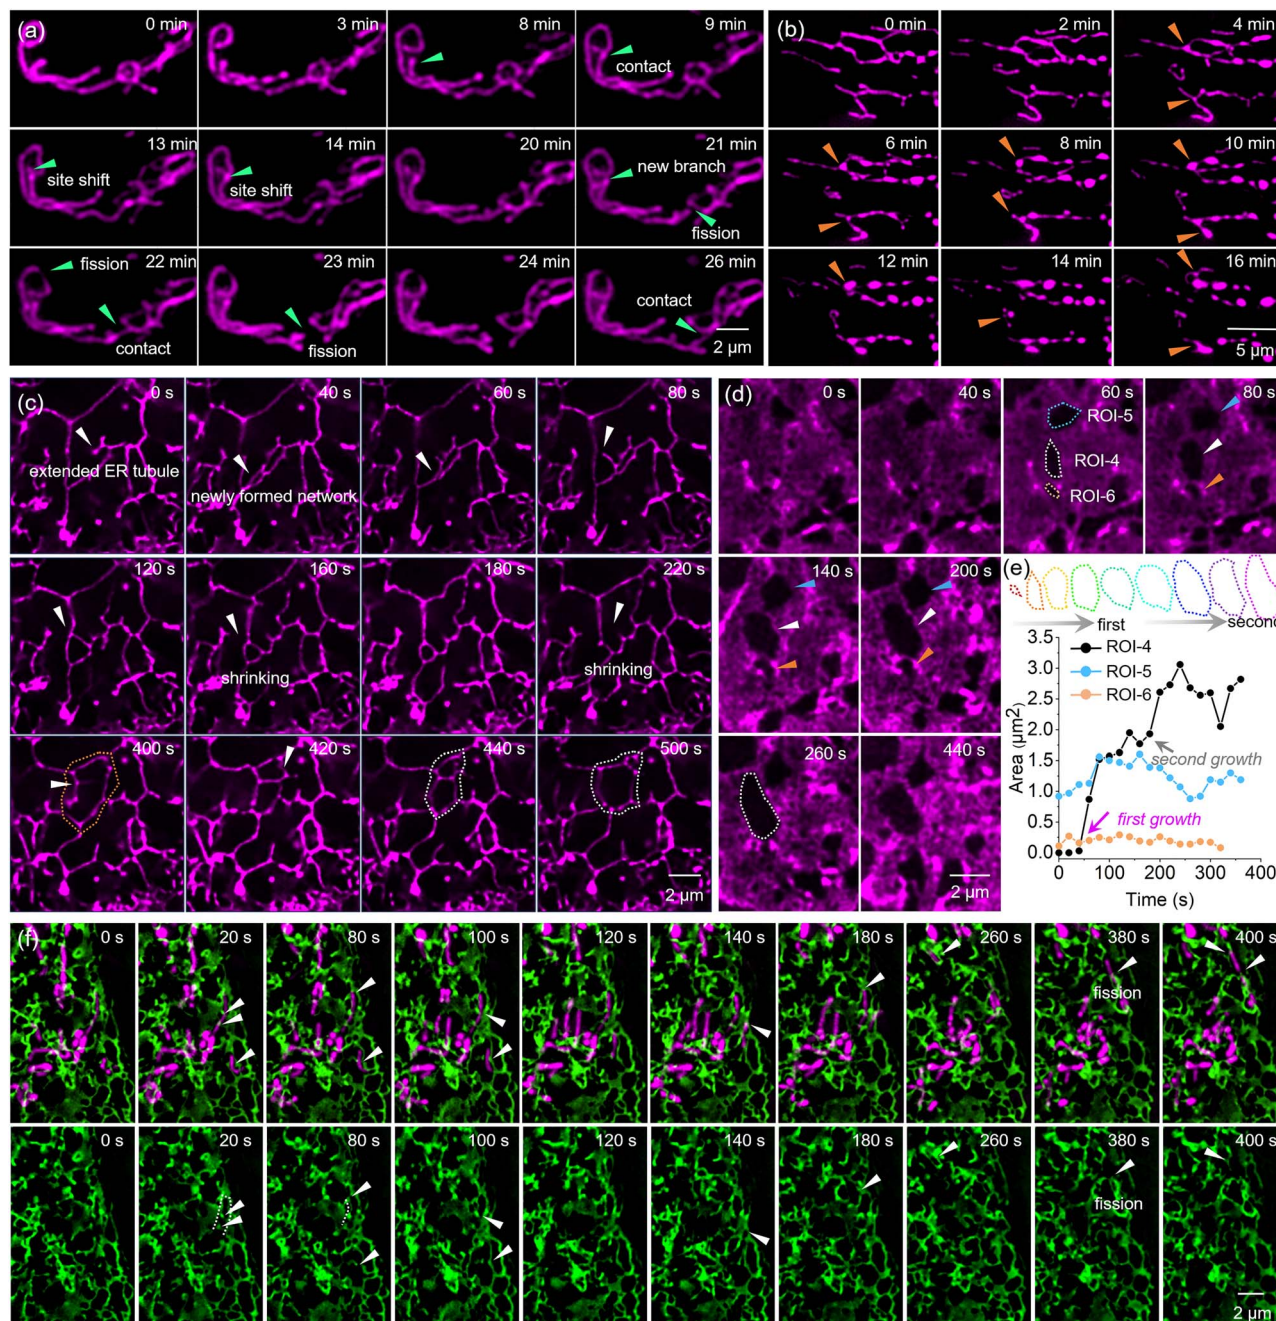 (a)
0 min
3 min
8 min
9 min
contact
13 min
site shift
14 min
site shift
20 min
21 min
new branch
fission
22 min
fission
contact
23 min
fission
24 min
26 min
contact
2 μm
(b)
0 min
2 min
4 min
6 min
8 min
10 min
12 min
14 min
16 min
5 μm
(c)
0 s
extended ER tubule
40 s
newly formed network
60 s
80 s
120 s
160 s
shrinking
180 s
220 s
shrinking
400 s
420 s
440 s
500 s
2 μm
(d)
0 s
40 s
60 s
ROI-5
ROI-4
ROI-6
80 s
140 s
200 s
260 s
440 s
2 μm
(e)
first
second
3.5
3.0
2.5
2.0
1.5
1.0
0.5
0.0
Area (μm2)
ROI-4
ROI-5
ROI-6
second growth
first growth
0
100
200
300
400
Time (s)
(f)
0 s
20 s
80 s
100 s
120 s
140 s
180 s
260 s
380 s
fission
400 s
0 s
20 s
80 s
100 s
120 s
140 s
180 s
260 s
380 s
fission
400 s
2 μm